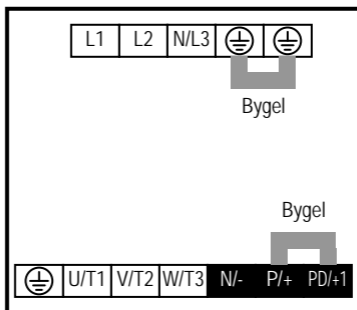 L1 L2 N/L3
Bygel
Bygel
U/T1 V/T2 W/T3 N/- P/+ PD/+1